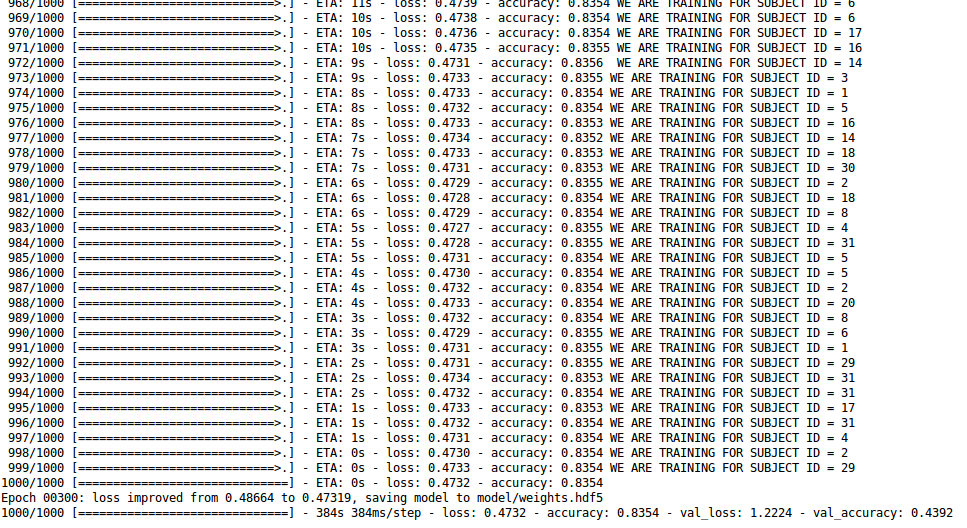 968/1000 [============================>.] - ETA: 11s - loss: 0.4739 - accuracy: 0.8354 WE ARE TRAINING FOR SUBJECT ID = 6
969/1000 [============================>.] - ETA: 10s - loss: 0.4738 - accuracy: 0.8354 WE ARE TRAINING FOR SUBJECT ID = 6
970/1000 [============================>.] - ETA: 10s - loss: 0.4736 - accuracy: 0.8354 WE ARE TRAINING FOR SUBJECT ID = 17
971/1000 [============================>.] - ETA: 10s - loss: 0.4735 - accuracy: 0.8355 WE ARE TRAINING FOR SUBJECT ID = 16
972/1000 [============================>.] - ETA: 9s - loss: 0.4731 - accuracy: 0.8356  WE ARE TRAINING FOR SUBJECT ID = 14
973/1000 [============================>.] - ETA: 9s - loss: 0.4733 - accuracy: 0.8355 WE ARE TRAINING FOR SUBJECT ID = 3
974/1000 [============================>.] - ETA: 8s - loss: 0.4733 - accuracy: 0.8354 WE ARE TRAINING FOR SUBJECT ID = 1
975/1000 [============================>.] - ETA: 8s - loss: 0.4732 - accuracy: 0.8354 WE ARE TRAINING FOR SUBJECT ID = 5
976/1000 [============================>.] - ETA: 8s - loss: 0.4733 - accuracy: 0.8353 WE ARE TRAINING FOR SUBJECT ID = 16
977/1000 [============================>.] - ETA: 7s - loss: 0.4734 - accuracy: 0.8352 WE ARE TRAINING FOR SUBJECT ID = 14
978/1000 [============================>.] - ETA: 7s - loss: 0.4733 - accuracy: 0.8353 WE ARE TRAINING FOR SUBJECT ID = 18
979/1000 [============================>.] - ETA: 7s - loss: 0.4731 - accuracy: 0.8353 WE ARE TRAINING FOR SUBJECT ID = 30
980/1000 [============================>.] - ETA: 6s - loss: 0.4729 - accuracy: 0.8355 WE ARE TRAINING FOR SUBJECT ID = 2
981/1000 [============================>.] - ETA: 6s - loss: 0.4728 - accuracy: 0.8354 WE ARE TRAINING FOR SUBJECT ID = 18
982/1000 [============================>.] - ETA: 6s - loss: 0.4729 - accuracy: 0.8354 WE ARE TRAINING FOR SUBJECT ID = 8
983/1000 [============================>.] - ETA: 5s - loss: 0.4727 - accuracy: 0.8355 WE ARE TRAINING FOR SUBJECT ID = 4
984/1000 [============================>.] - ETA: 5s - loss: 0.4728 - accuracy: 0.8355 WE ARE TRAINING FOR SUBJECT ID = 31
985/1000 [============================>.] - ETA: 5s - loss: 0.4731 - accuracy: 0.8354 WE ARE TRAINING FOR SUBJECT ID = 5
986/1000 [============================>.] - ETA: 4s - loss: 0.4730 - accuracy: 0.8354 WE ARE TRAINING FOR SUBJECT ID = 5
987/1000 [============================>.] - ETA: 4s - loss: 0.4732 - accuracy: 0.8354 WE ARE TRAINING FOR SUBJECT ID = 2
988/1000 [============================>.] - ETA: 4s - loss: 0.4733 - accuracy: 0.8354 WE ARE TRAINING FOR SUBJECT ID = 20
989/1000 [============================>.] - ETA: 3s - loss: 0.4732 - accuracy: 0.8354 WE ARE TRAINING FOR SUBJECT ID = 8
990/1000 [============================>.] - ETA: 3s - loss: 0.4729 - accuracy: 0.8355 WE ARE TRAINING FOR SUBJECT ID = 6
991/1000 [============================>.] - ETA: 3s - loss: 0.4731 - accuracy: 0.8355 WE ARE TRAINING FOR SUBJECT ID = 1
992/1000 [============================>.] - ETA: 2s - loss: 0.4731 - accuracy: 0.8355 WE ARE TRAINING FOR SUBJECT ID = 29
993/1000 [============================>.] - ETA: 2s - loss: 0.4734 - accuracy: 0.8353 WE ARE TRAINING FOR SUBJECT ID = 31
994/1000 [============================>.] - ETA: 2s - loss: 0.4732 - accuracy: 0.8354 WE ARE TRAINING FOR SUBJECT ID = 31
995/1000 [============================>.] - ETA: 1s - loss: 0.4733 - accuracy: 0.8353 WE ARE TRAINING FOR SUBJECT ID = 17
996/1000 [============================>.] - ETA: 1s - loss: 0.4732 - accuracy: 0.8354 WE ARE TRAINING FOR SUBJECT ID = 31
997/1000 [============================>.] - ETA: 1s - loss: 0.4731 - accuracy: 0.8354 WE ARE TRAINING FOR SUBJECT ID = 4
998/1000 [============================>.] - ETA: 0s - loss: 0.4730 - accuracy: 0.8354 WE ARE TRAINING FOR SUBJECT ID = 2
999/1000 [============================>.] - ETA: 0s - loss: 0.4733 - accuracy: 0.8354 WE ARE TRAINING FOR SUBJECT ID = 29
1000/1000 [==============================] - ETA: 0s - loss: 0.4732 - accuracy: 0.8354
Epoch 00300: loss improved from 0.48664 to 0.47319, saving model to model/weights.hdf5
1000/1000 [==============================] - 384s 384ms/step - loss: 0.4732 - accuracy: 0.8354 - val_loss: 1.2224 - val_accuracy: 0.4392